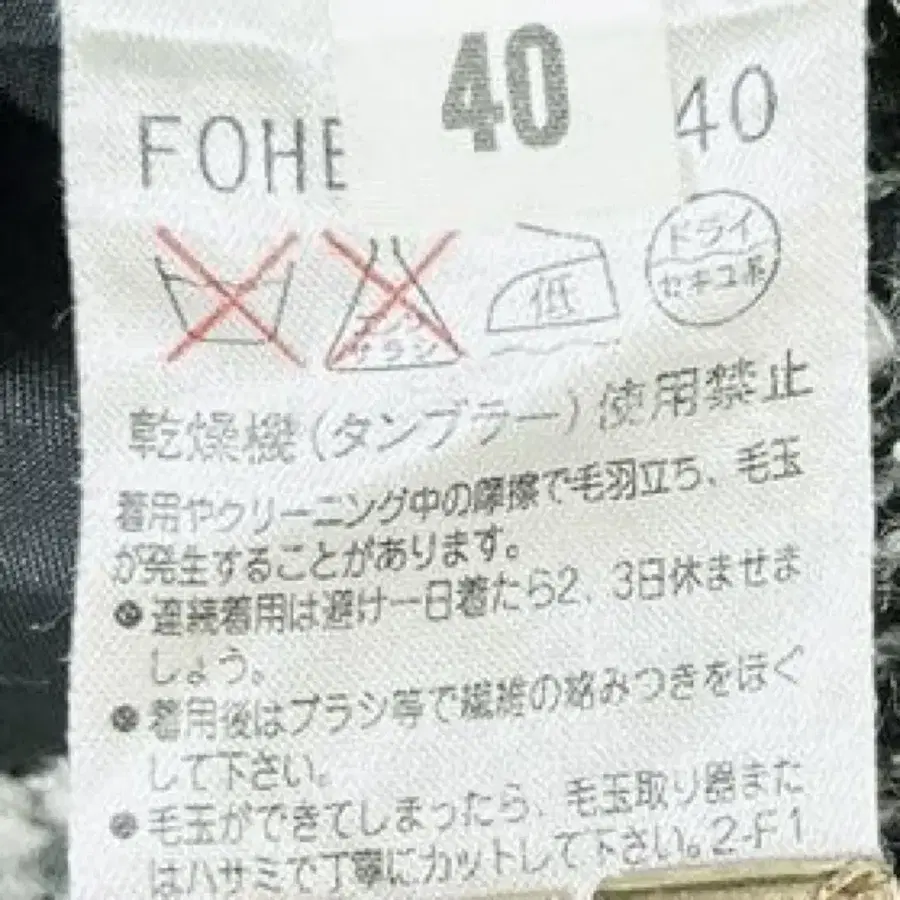 40
FOHE 40
ドライ
低
セキユ系
エンソ
サラシ
乾燥機(タンブラー)使用禁止
着用やクリーニング中の摩擦で毛羽立ち、毛玉
が発生することがあります。
●連続着用は避け一日着たら2、3日休ませま
しょう。
●着用後はブラシ等で繊維の絡みつきをほぐ
して下さい。
●毛玉ができてしまったら、毛玉取り器また
はハサミで丁寧にカットして下さい。2-F1